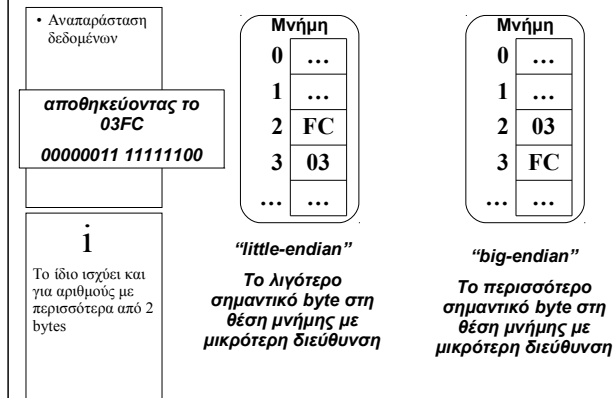 • Αναπαράσταση
δεδομένων
αποθηκεύοντας το
03FC
00000011 11111100
i
Το ίδιο ισχύει και
για αριθμούς με
περισσότερα από 2
bytes
Μνήμη
0 ...
1 ...
2 FC
3 03
... ...
“little-endian”
Το λιγότερο
σημαντικό byte στη
θέση μνήμης με
μικρότερη διεύθυνση
Μνήμη
0 ...
1 ...
2 03
3 FC
... ...
“big-endian”
Το περισσότερο
σημαντικό byte στη
θέση μνήμης με
μικρότερη διεύθυνση